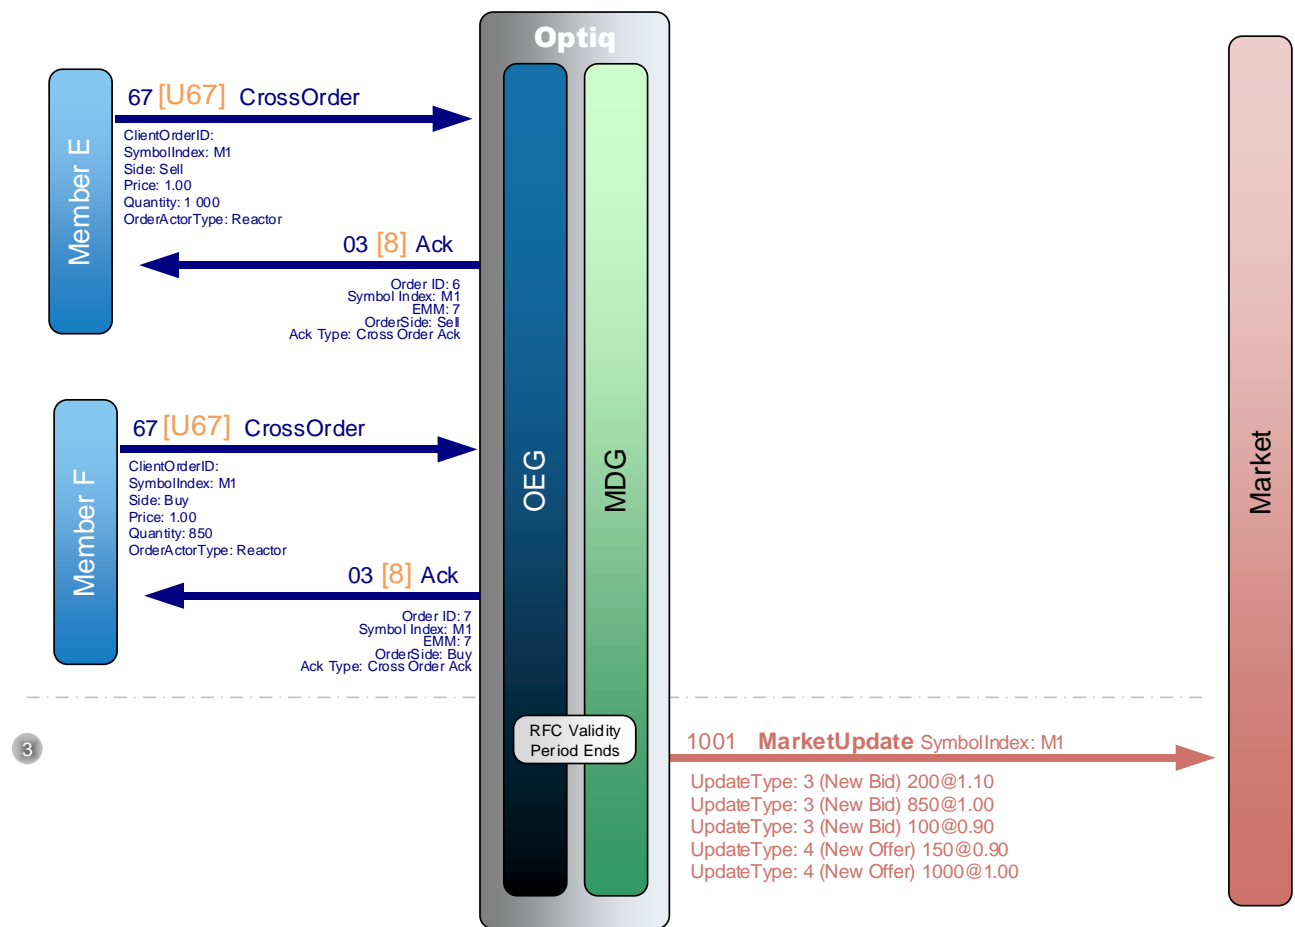 Optiq
67 [U67] CrossOrder
ClientOrderID:
SymbolIndex: M1
Side: Sell
Price: 1.00
Quantity: 1 000
OrderActorType: Reactor
Member E
03 [8] Ack
Order ID: 6
Symbol Index: M1
EMM: 7
OrderSide: Sell
Ack Type: Cross Order Ack
67 [U67] CrossOrder
ClientOrderID:
SymbolIndex: M1
Side: Buy
Price: 1.00
Quantity: 850
OrderActorType: Reactor
Member F
03 [8] Ack
Order ID: 7
Symbol Index: M1
EMM: 7
OrderSide: Buy
Ack Type: Cross Order Ack
OEG
MDG
Market
3
RFC Validity
Period Ends
1001 MarketUpdate SymbolIndex: M1
UpdateType: 3 (New Bid) 200@1.10
UpdateType: 3 (New Bid) 850@1.00
UpdateType: 3 (New Bid) 100@0.90
UpdateType: 4 (New Offer) 150@0.90
UpdateType: 4 (New Offer) 1000@1.00